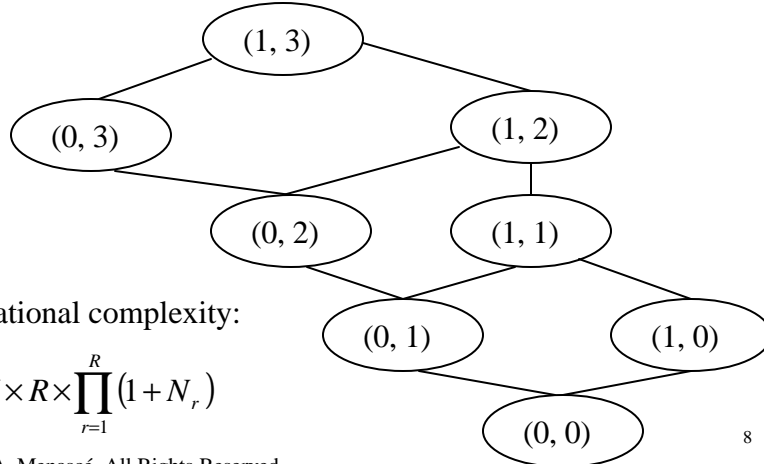 (1, 3)
(0, 3) (1, 2)
(0, 2) (1, 1)
ational complexity:
(0, 1) (1, 0)
× R × ∏_{r=1}^{R} (1 + N_r)
(0, 0)
8
All Rights Reserved